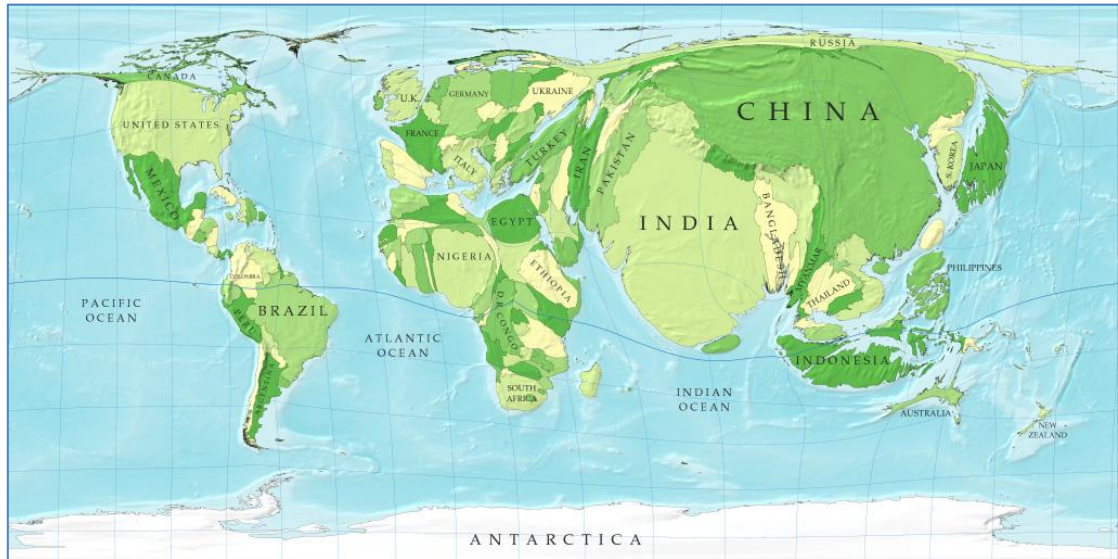 RUSSIA
CANADA
UNITED STATES
MEXICO
COLOMBIA
PERU
BRAZIL
ARGENTINA
PACIFIC
OCEAN
ATLANTIC
OCEAN
U.K.
GERMANY
UKRAINE
FRANCE
ITALY
TURKEY
IRAN
PAKISTAN
EGYPT
NIGERIA
ETHIOPIA
D.R. CONGO
SOUTH
AFRICA
CHINA
INDIA
BANGLADESH
MYANMAR
THAILAND
S. KOREA
JAPAN
PHILIPPINES
INDONESIA
INDIAN
OCEAN
AUSTRALIA
NEW
ZEALAND
ANTARCTICA